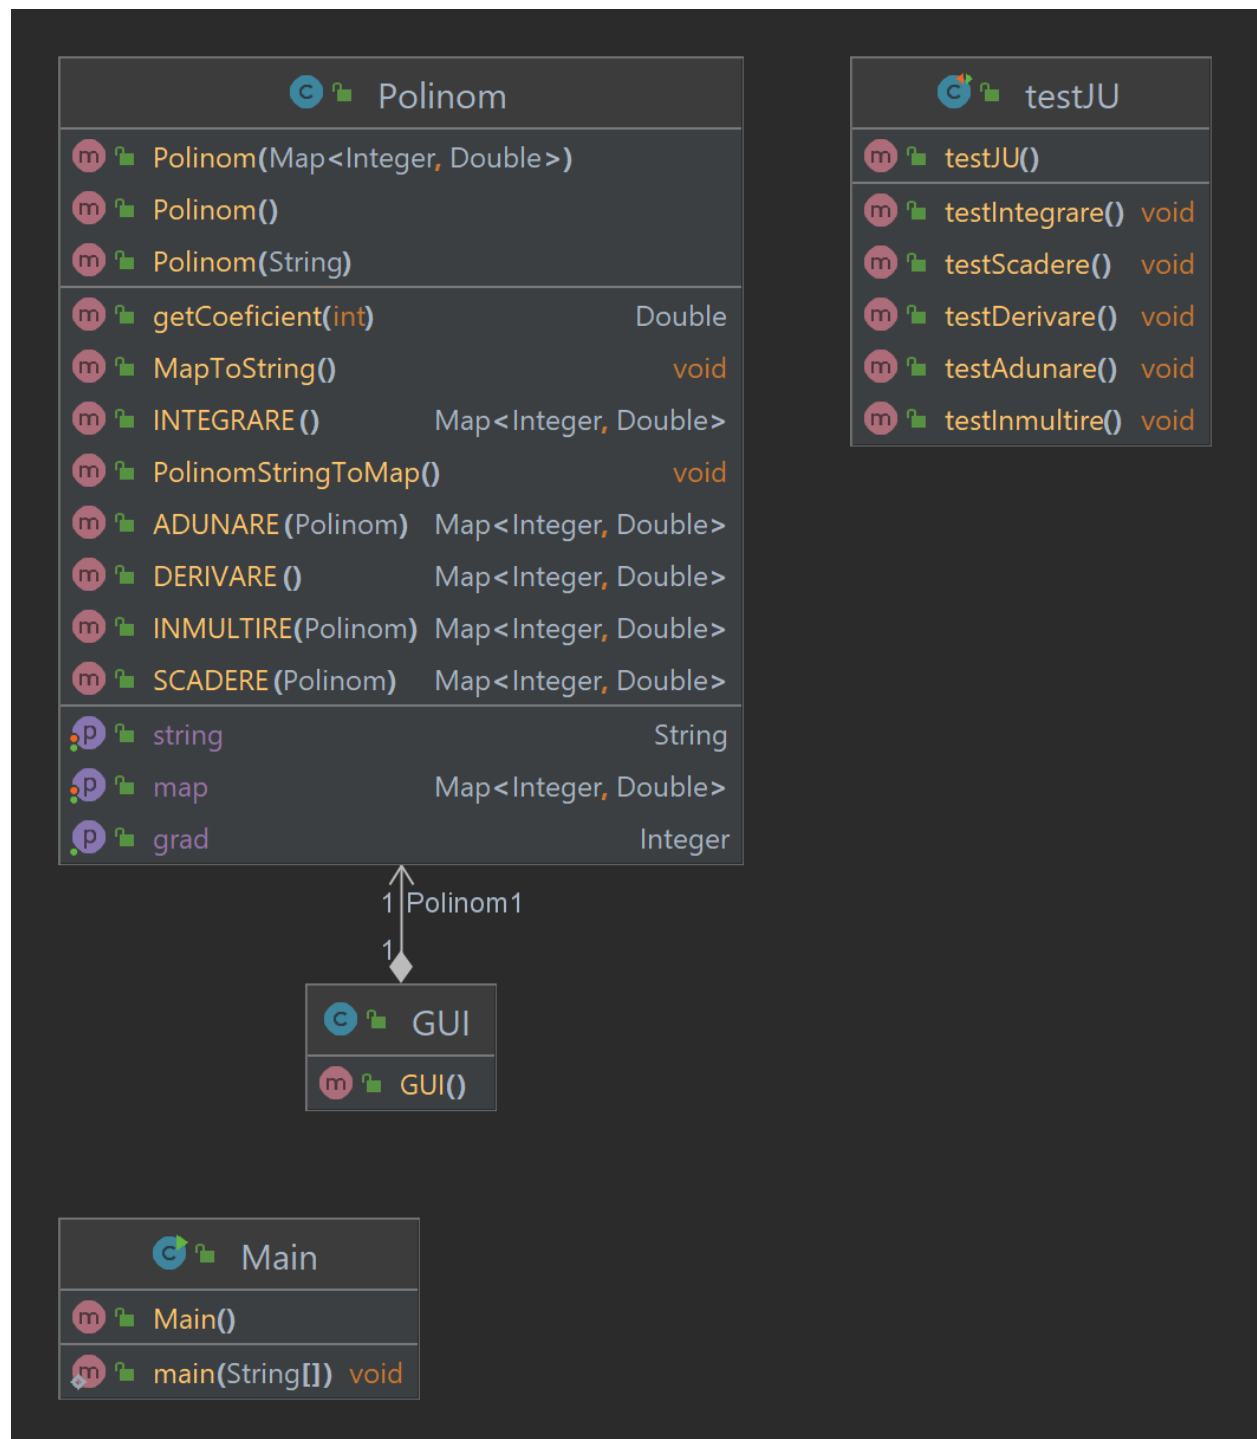 Polinom
Polinom(Map<Integer, Double>)
Polinom()
Polinom(String)
getCoeficient(int) Double
MapToString() void
INTEGRARE() Map<Integer, Double>
PolinomStringToMap() void
ADUNARE(Polinom) Map<Integer, Double>
DERIVARE() Map<Integer, Double>
INMULTIRE(Polinom) Map<Integer, Double>
SCADERE(Polinom) Map<Integer, Double>
string String
map Map<Integer, Double>
grad Integer
testJU
testJU()
testIntegrare() void
testScadere() void
testDerivare() void
testAdunare() void
testInmultire() void
1 Polinom1
1
GUI
GUI()
Main
Main()
main(String[]) void